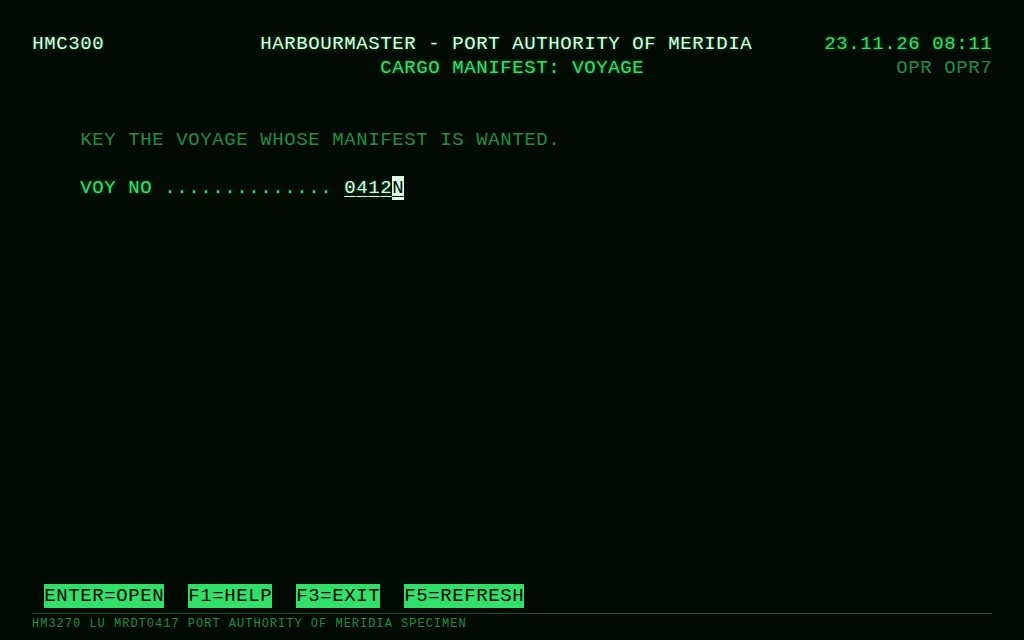 HMC300 HARBOURMASTER - PORT AUTHORITY OF MERIDIA 23.11.26 08:11
CARGO MANIFEST: VOYAGE OPR OPR7
KEY THE VOYAGE WHOSE MANIFEST IS WANTED.
VOY NO .............. 0412N
ENTER=OPEN F1=HELP F3=EXIT F5=REFRESH
HM3270 LU MRDT0417 PORT AUTHORITY OF MERIDIA SPECIMEN